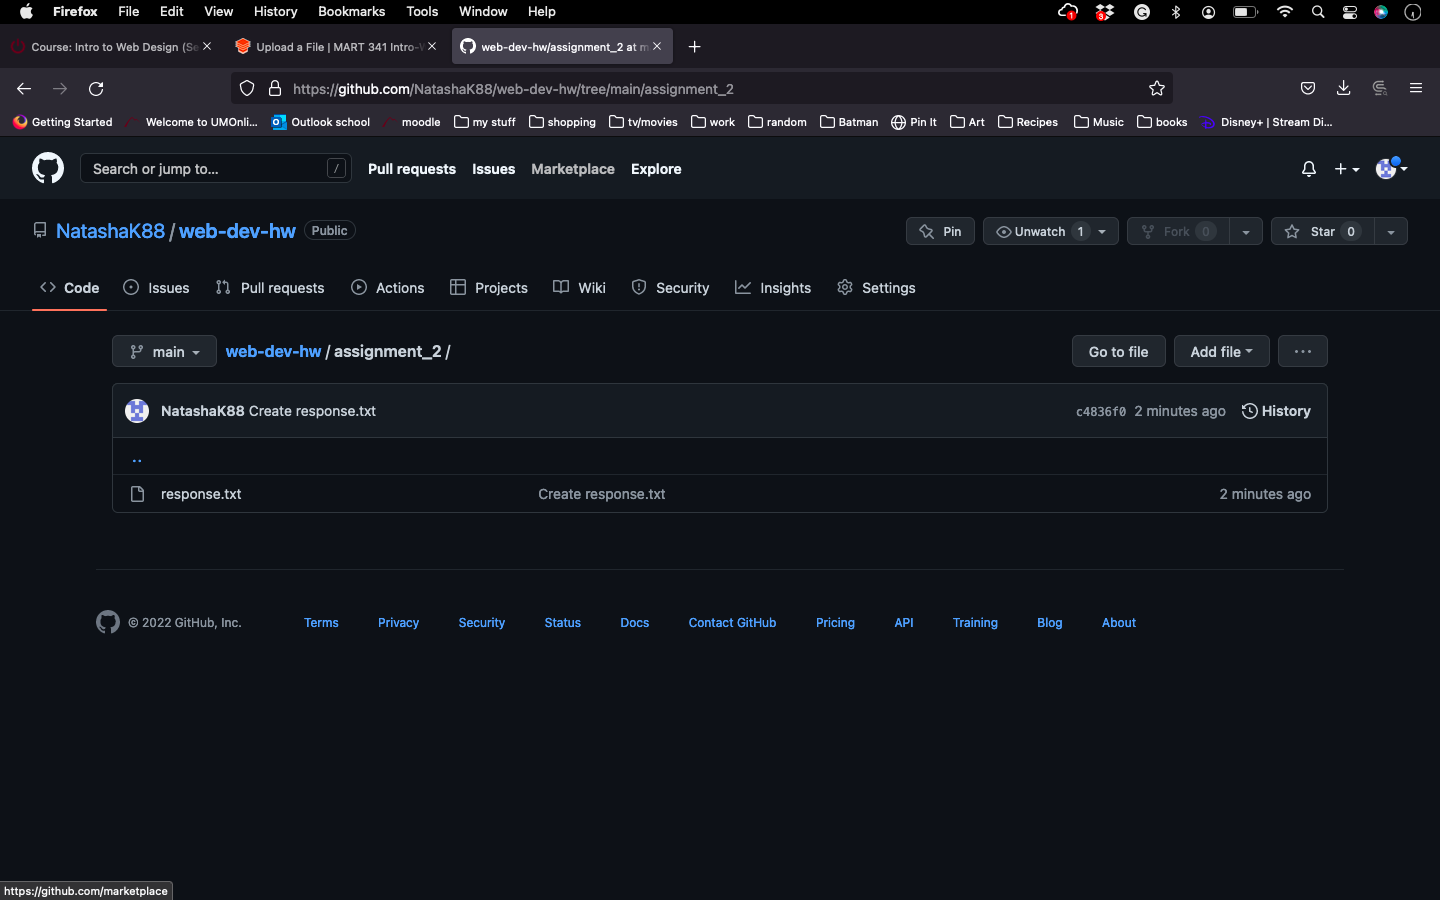 Firefox File Edit View History Bookmarks Tools Window Help 1 3
Course: Intro to Web Design (Se Upload a File | MART 341 Intro-W web-dev-hw/assignment_2 at m
https://github.com/NatashaK88/web-dev-hw/tree/main/assignment_2
Getting Started Welcome to UMOnli... Outlook school moodle my stuff shopping tv/movies work random Batman Pin It Art Recipes Music books Disney+ | Stream Di...
Search or jump to... / Pull requests Issues Marketplace Explore
NatashaK88 / web-dev-hw Public Pin Unwatch 1 Fork 0 Star 0
Code Issues Pull requests Actions Projects Wiki Security Insights Settings
main web-dev-hw / assignment_2 / Go to file Add file ...
NatashaK88 Create response.txt c4836f0 2 minutes ago History
..
response.txt Create response.txt 2 minutes ago
© 2022 GitHub, Inc. Terms Privacy Security Status Docs Contact GitHub Pricing API Training Blog About
https://github.com/marketplace